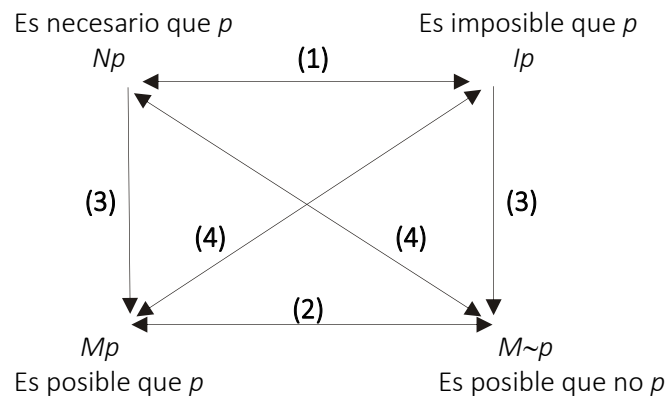 Es necesario que p
Es imposible que p
Np
(1)
Ip
(3)
(3)
(4)
(4)
(2)
Mp
M~p
Es posible que p
Es posible que no p